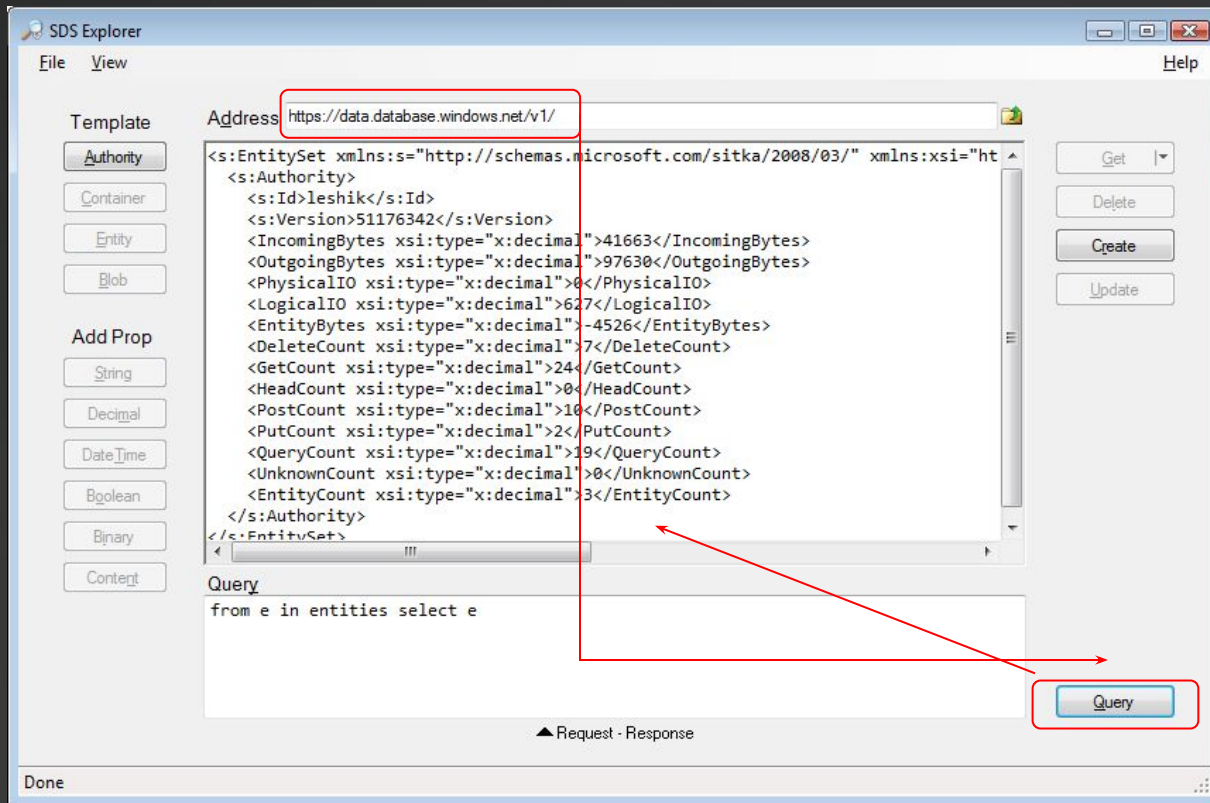 SDS Explorer
File View Help
Template
Authority
Container
Entity
Blob
Add Prop
String
Decimal
DateTime
Boolean
Binary
Content
Address https://data.database.windows.net/v1/
<s:EntitySet xmlns:s="http://schemas.microsoft.com/sitka/2008/03/" xmlns:xsi="ht
  <s:Authority>
    <s:Id>leshik</s:Id>
    <s:Version>51176342</s:Version>
    <IncomingBytes xsi:type="x:decimal">41663</IncomingBytes>
    <OutgoingBytes xsi:type="x:decimal">97630</OutgoingBytes>
    <PhysicalIO xsi:type="x:decimal">0</PhysicalIO>
    <LogicalIO xsi:type="x:decimal">627</LogicalIO>
    <EntityBytes xsi:type="x:decimal">-4526</EntityBytes>
    <DeleteCount xsi:type="x:decimal">7</DeleteCount>
    <GetCount xsi:type="x:decimal">24</GetCount>
    <HeadCount xsi:type="x:decimal">0</HeadCount>
    <PostCount xsi:type="x:decimal">10</PostCount>
    <PutCount xsi:type="x:decimal">2</PutCount>
    <QueryCount xsi:type="x:decimal">19</QueryCount>
    <UnknownCount xsi:type="x:decimal">0</UnknownCount>
    <EntityCount xsi:type="x:decimal">3</EntityCount>
  </s:Authority>
</s:EntitySet>
Query
from e in entities select e
Get
Delete
Create
Update
Query
Request - Response
Done